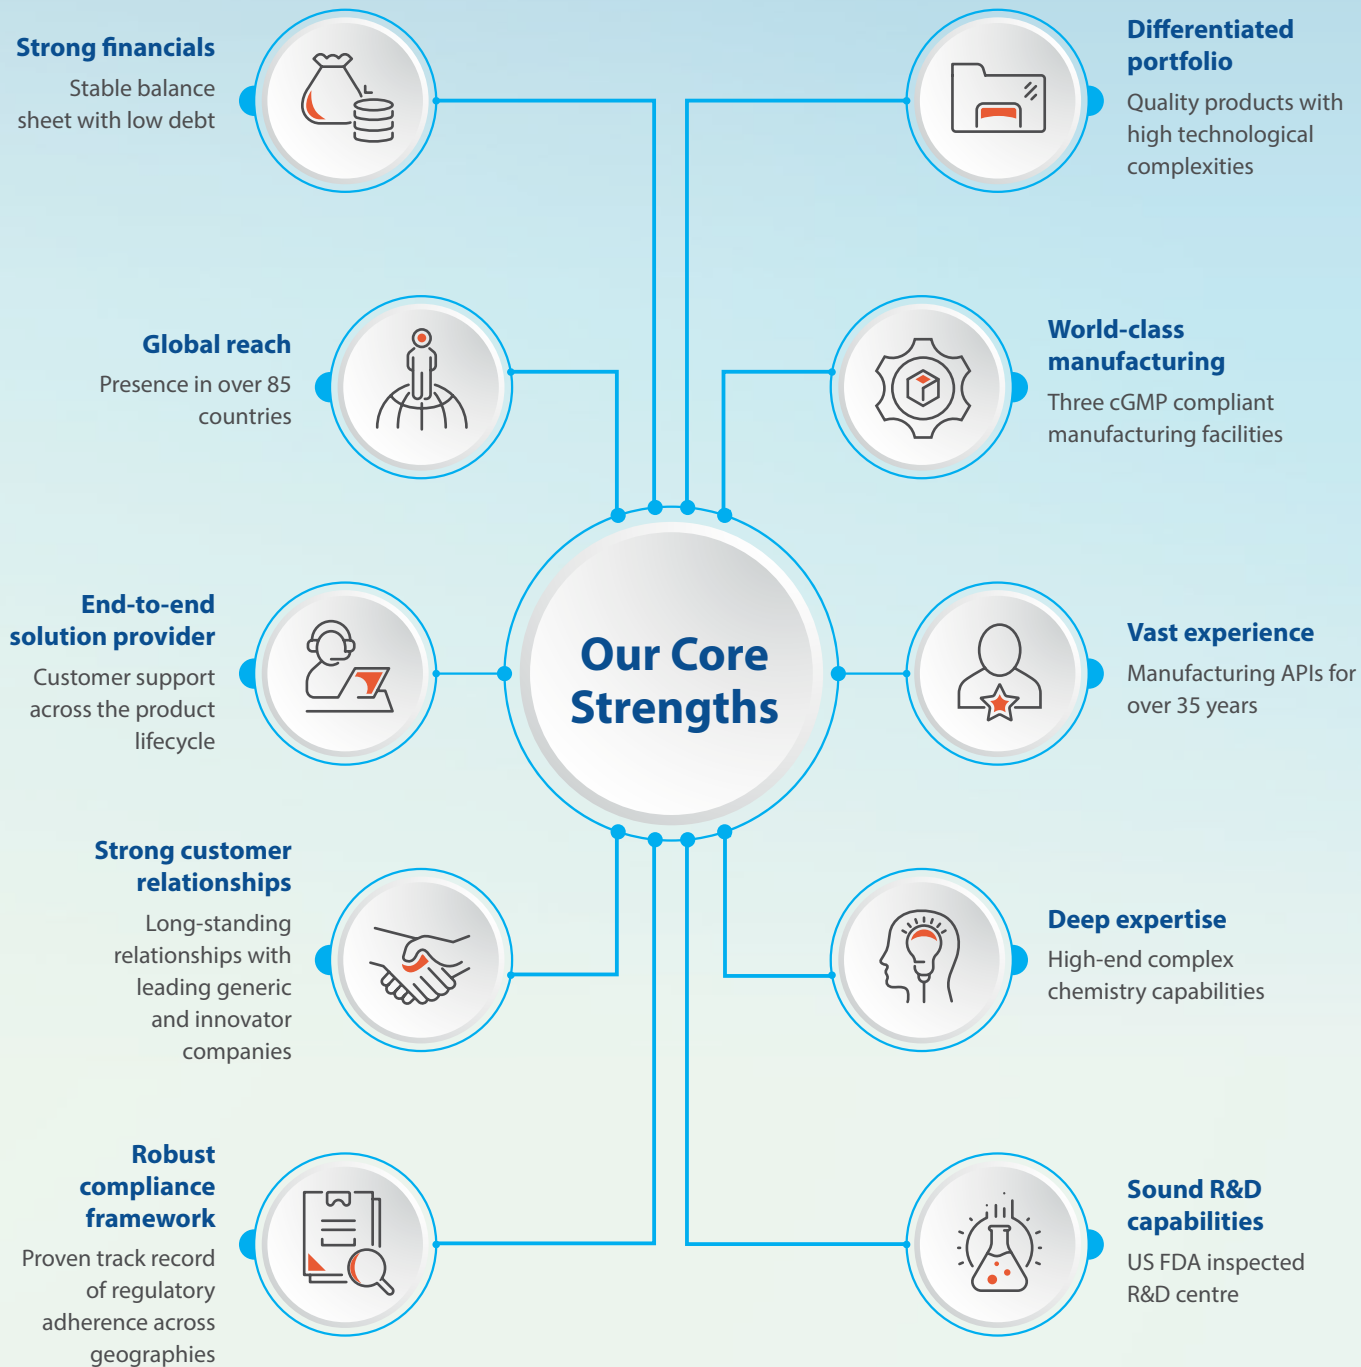 Strong financials
Stable balance
sheet with low debt
Global reach
Presence in over 85
countries
End-to-end
solution provider
Customer support
across the product
lifecycle
Strong customer
relationships
Long-standing
relationships with
leading generic
and innovator
companies
Robust
compliance
framework
Proven track record
of regulatory
adherence across
geographies
Our Core
Strengths
Differentiated
portfolio
Quality products with
high technological
complexities
World-class
manufacturing
Three cGMP compliant
manufacturing facilities
Vast experience
Manufacturing APIs for
over 35 years
Deep expertise
High-end complex
chemistry capabilities
Sound R&D
capabilities
US FDA inspected
R&D centre